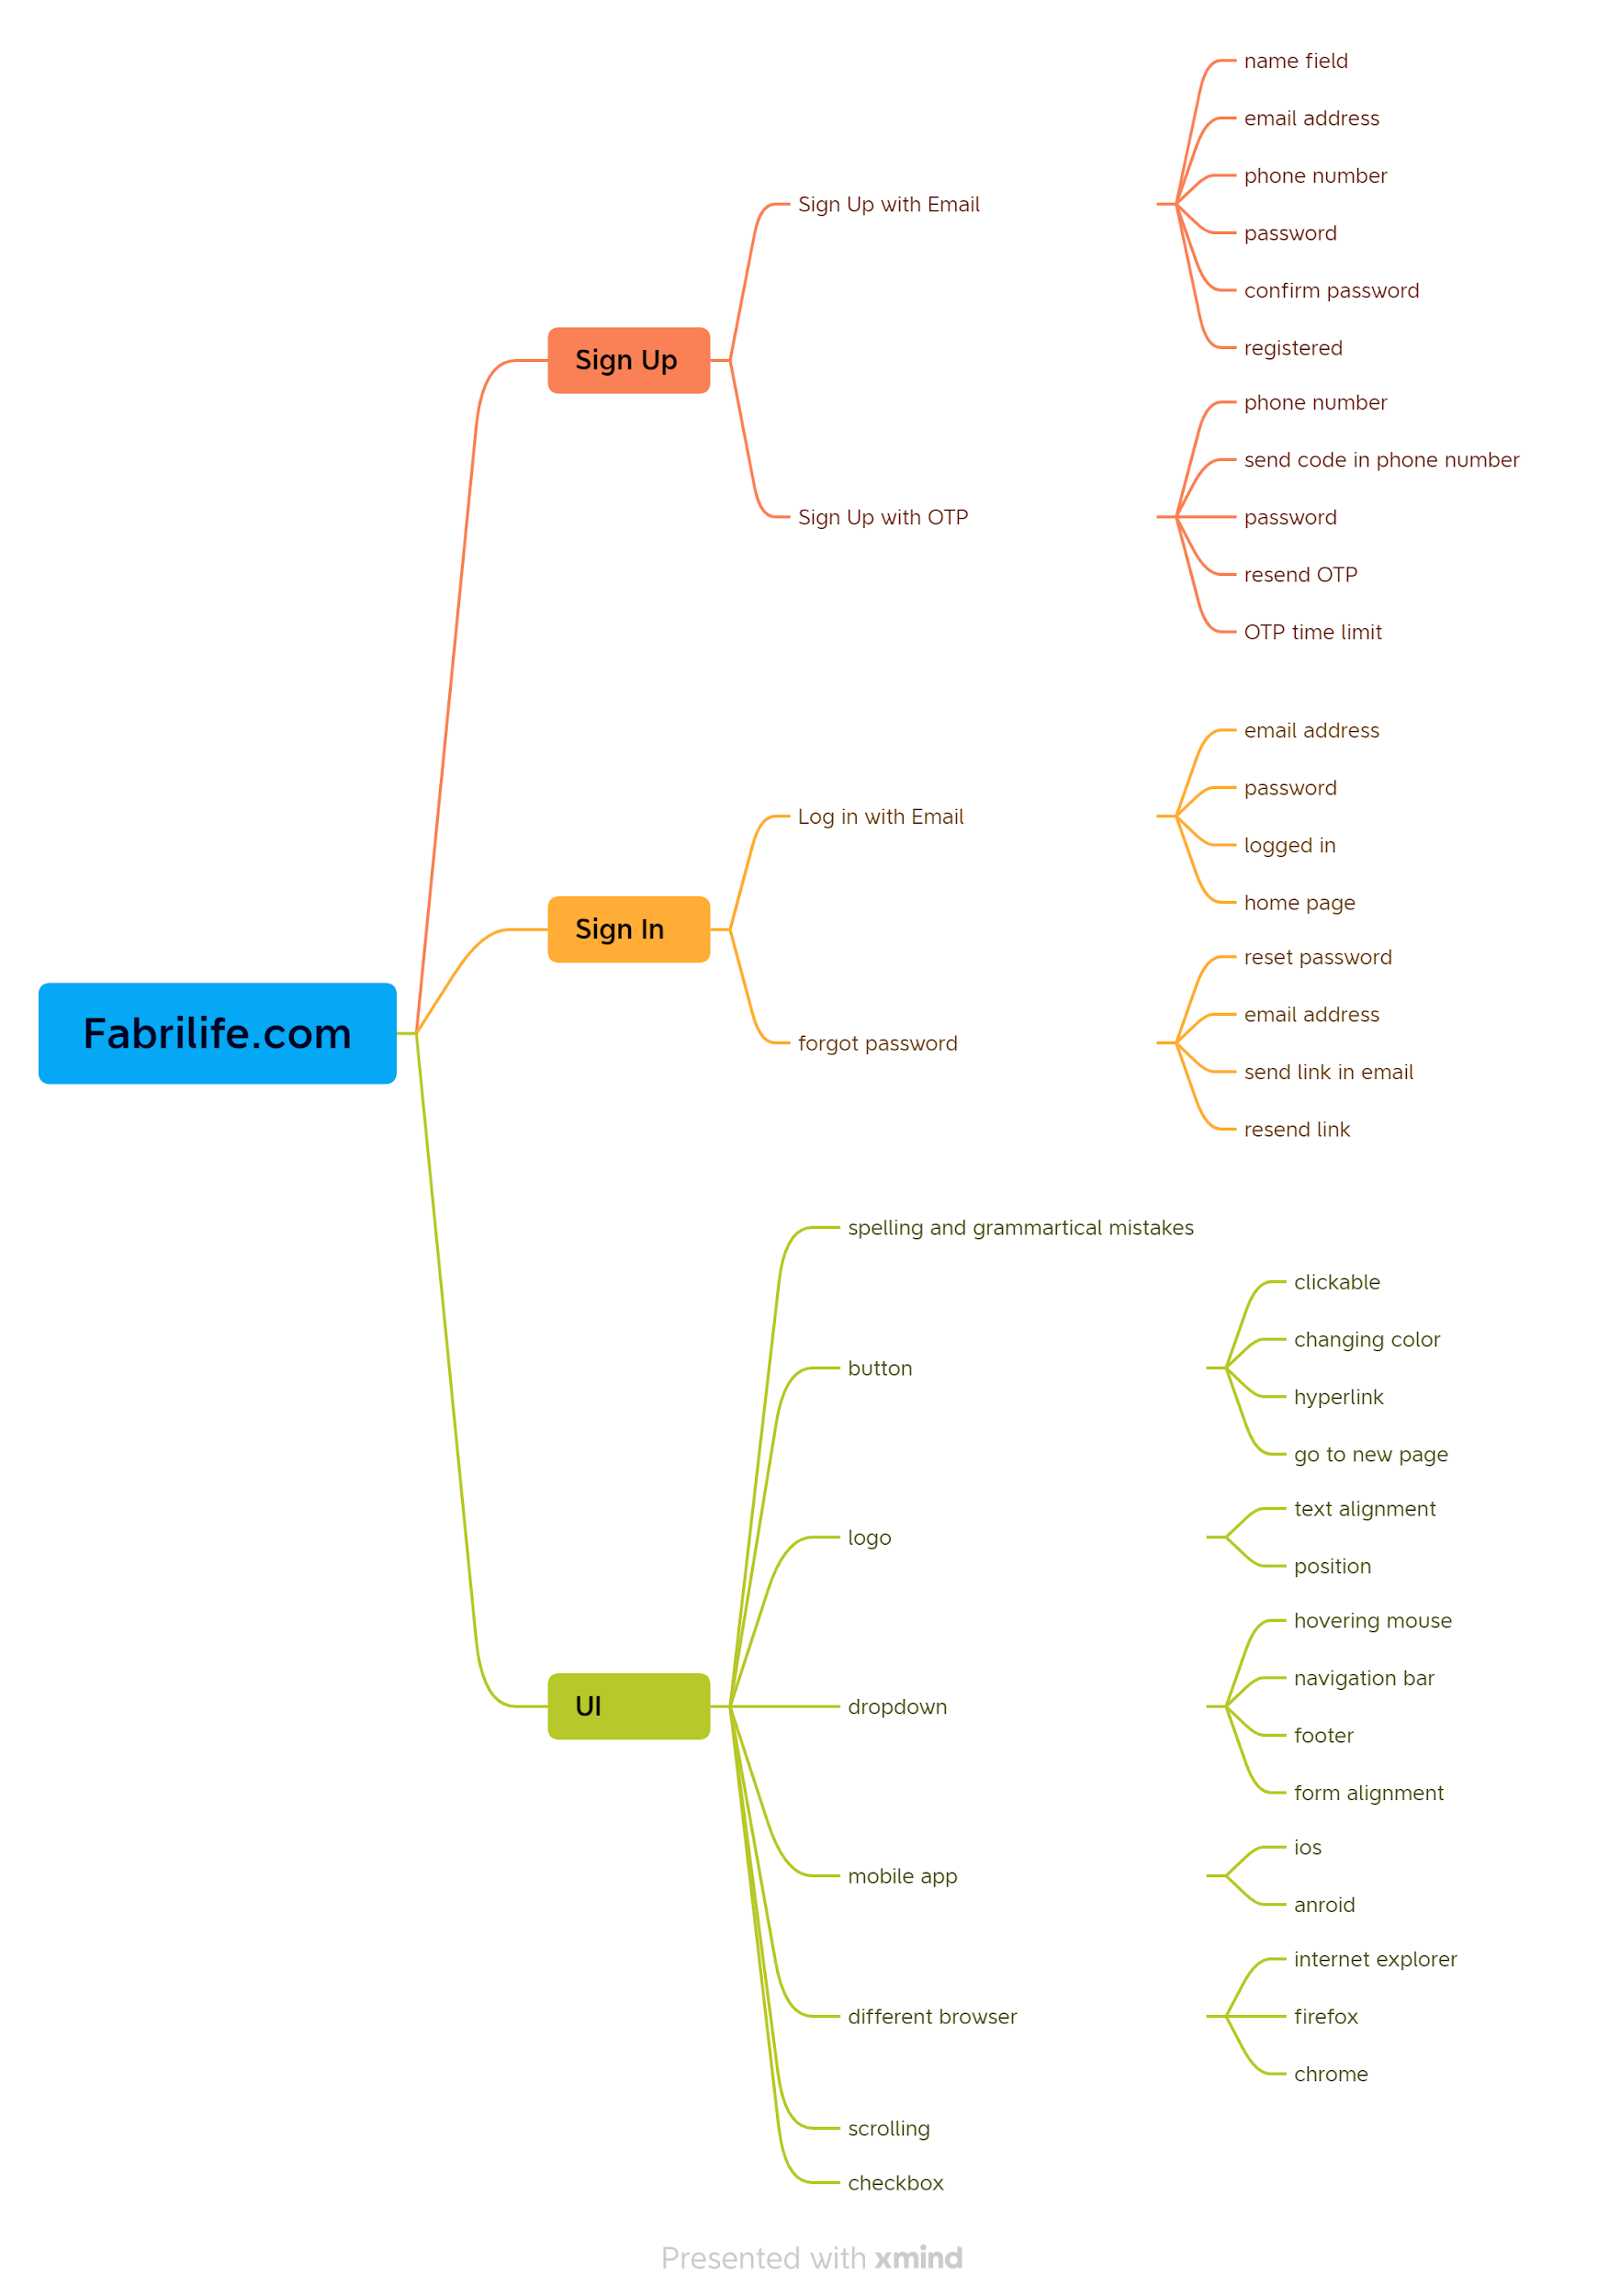 Fabrilife.com
Sign Up
Sign Up with Email
name field
email address
phone number
password
confirm password
registered
Sign Up with OTP
phone number
send code in phone number
password
resend OTP
OTP time limit
Sign In
Log in with Email
email address
password
logged in
home page
forgot password
reset password
email address
send link in email
resend link
UI
spelling and grammartical mistakes
button
clickable
changing color
hyperlink
go to new page
logo
text alignment
position
dropdown
hovering mouse
navigation bar
footer
form alignment
mobile app
ios
anroid
different browser
internet explorer
firefox
chrome
scrolling
checkbox
Presented with xmind